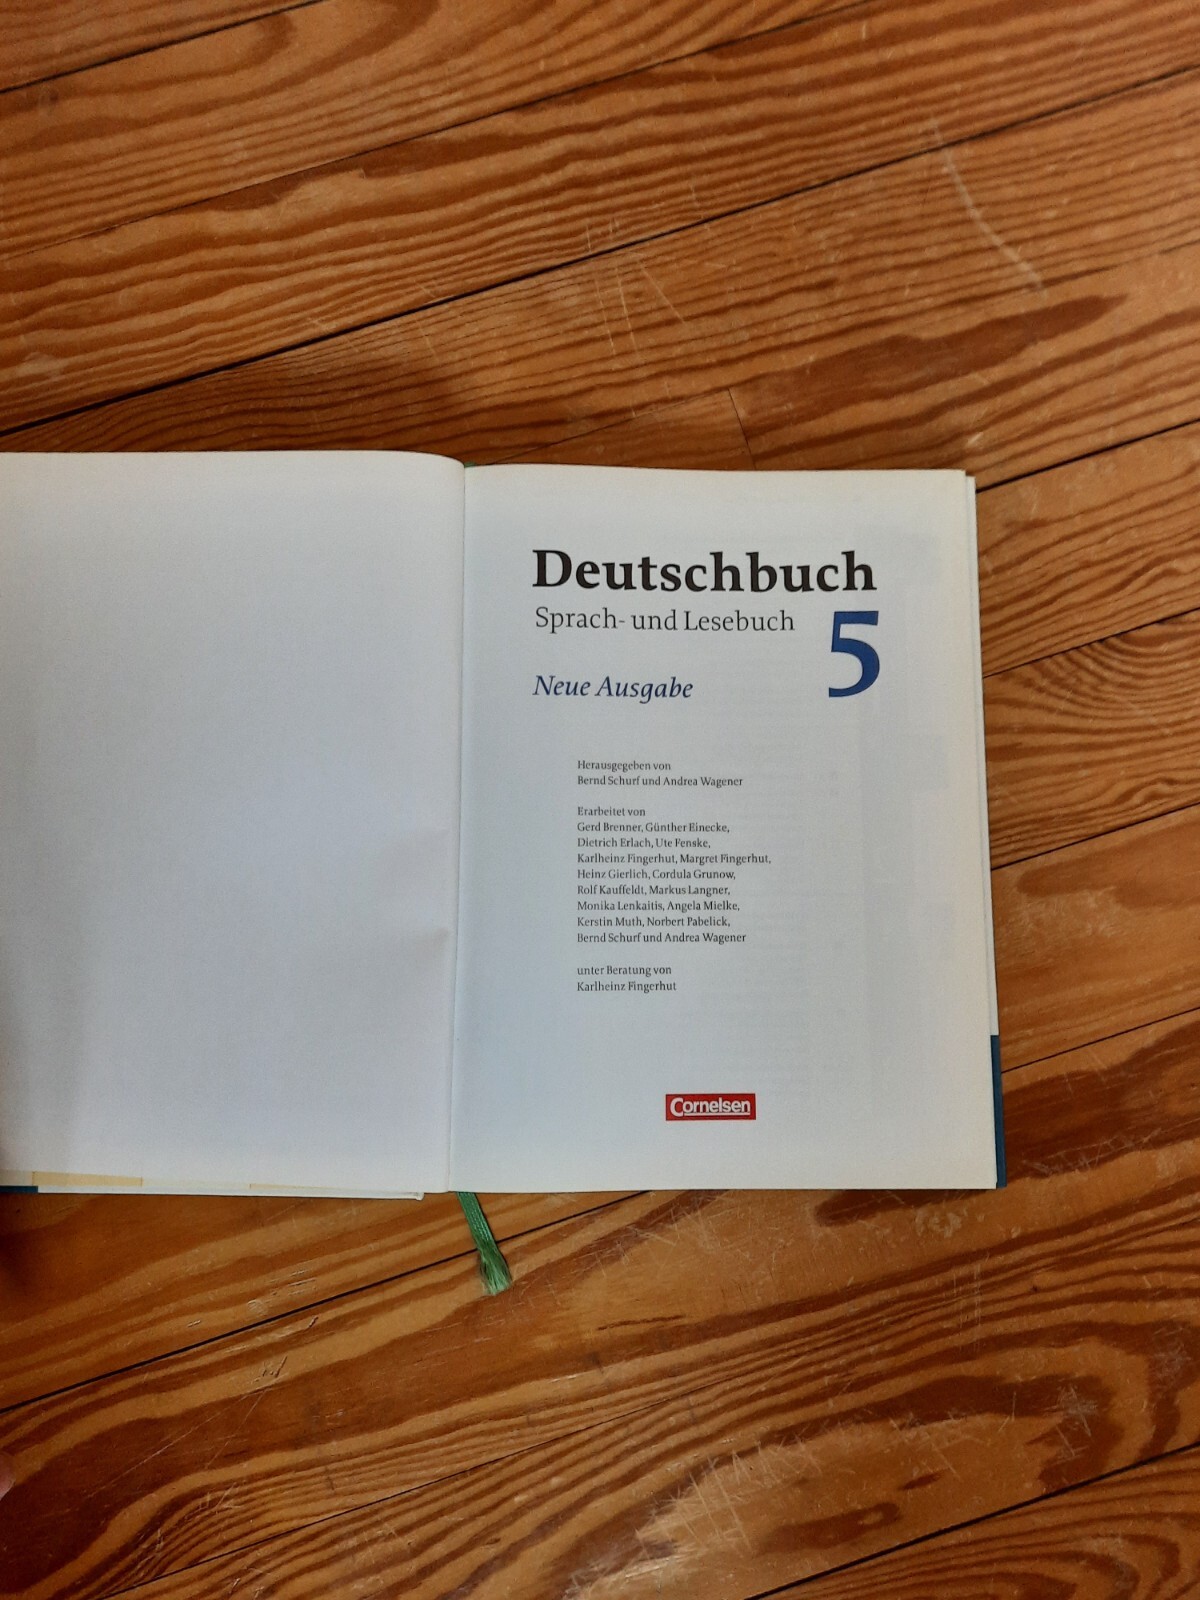 Deutschbuch
Sprach- und Lesebuch
5
Neue Ausgabe
Herausgegeben von
Bernd Schurf und Andrea Wagener
Erarbeitet von
Gerd Brenner, Günther Einecke,
Dietrich Erlach, Ute Fenske,
Karlheinz Fingerhut, Margret Fingerhut,
Heinz Gierlich, Cordula Grunow,
Rolf Kauffeldt, Markus Langner,
Monika Lenkaitis, Angela Mielke,
Kerstin Muth, Norbert Pabelick,
Bernd Schurf und Andrea Wagener
unter Beratung von
Karlheinz Fingerhut
Cornelsen